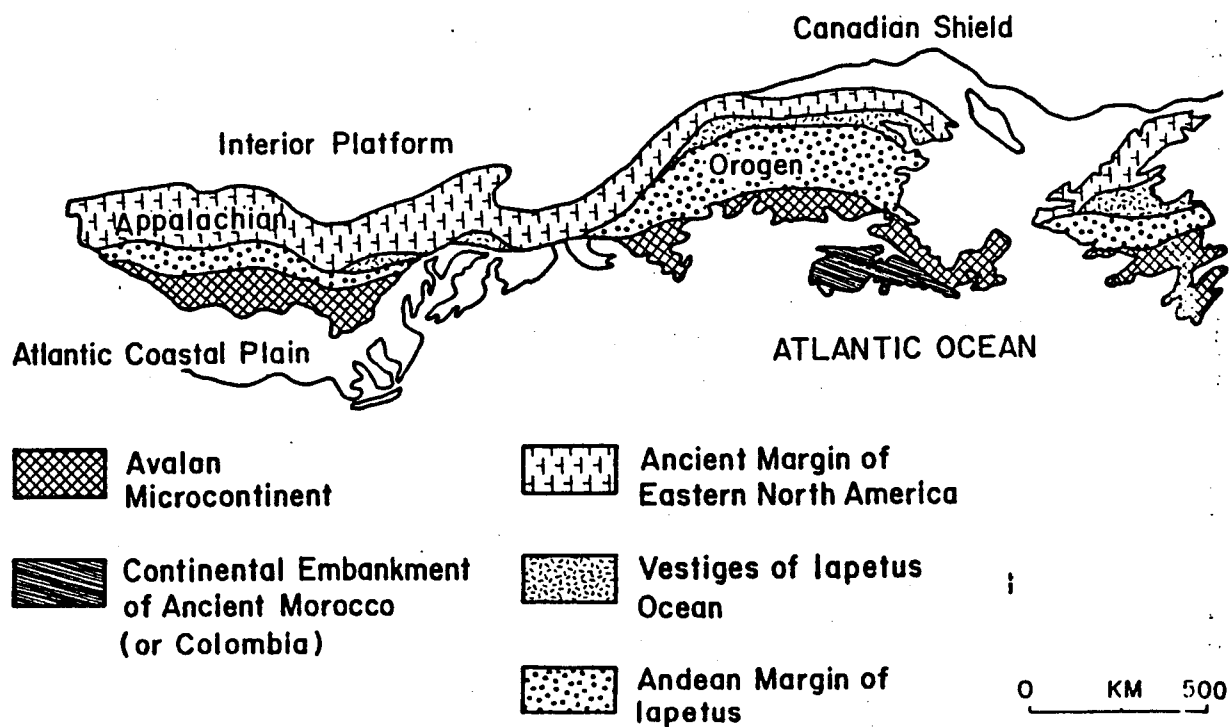 Canadian Shield
Interior Platform
Orogen
Appalachian
Atlantic Coastal Plain
ATLANTIC OCEAN
Avalan
Microcontinent
Continental Embankment
of Ancient Morocco
(or Colombia)
Ancient Margin of
Eastern North America
Vestiges of Iapetus
Ocean
Andean Margin of
Iapetus
0 KM 500